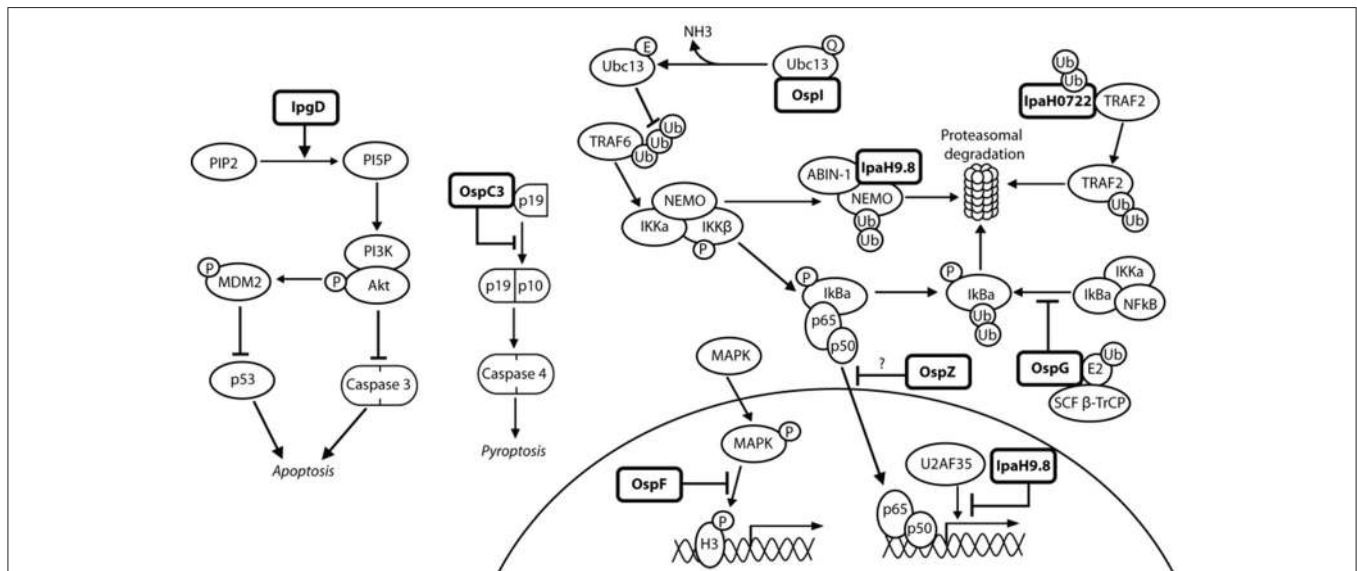 IpgD
PIP2
PI5P
PI3K
Akt
P
P
MDM2
p53
Caspase 3
Apoptosis
OspC3
p19
p19
p10
Caspase 4
Pyroptosis
NH3
E
Ubc13
Q
Ubc13
OspI
TRAF6
Ub
Ub
Ub
NEMO
IKKa
IKKβ
P
ABIN-1
IpaH9.8
NEMO
Ub
Ub
Proteasomal
degradation
Ub
Ub
IpaH0722
TRAF2
TRAF2
Ub
Ub
P
IkBa
p65
p50
P
IkBa
Ub
Ub
IKKa
IkBa
NFkB
?
OspZ
OspG
E2
Ub
SCF β-TrCP
MAPK
MAPK
P
OspF
P
H3
U2AF35
IpaH9.8
p65
p50